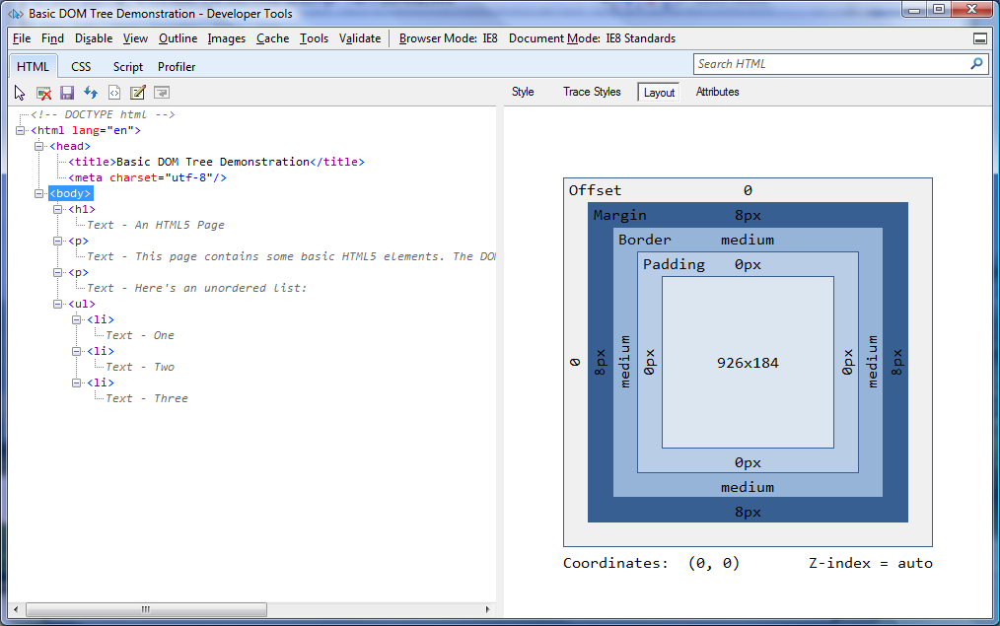 Basic DOM Tree Demonstration - Developer Tools
File Find Disable View Outline Images Cache Tools Validate Browser Mode: IE8 Document Mode: IE8 Standards
HTML CSS Script Profiler Search HTML
Style Trace Styles Layout Attributes
<!-- DOCTYPE html -->
<html lang="en">
<head>
<title>Basic DOM Tree Demonstration</title>
<meta charset="utf-8"/>
<body>
<h1>
Text - An HTML5 Page
<p>
Text - This page contains some basic HTML5 elements. The DO
<p>
Text - Here's an unordered list:
<ul>
<li>
Text - One
<li>
Text - Two
<li>
Text - Three
Offset 0
Margin 8px
Border medium
Padding 0px
0 8px medium 0px 926x184 0px medium 8px
0px
medium
8px
Coordinates: (0, 0) Z-index = auto